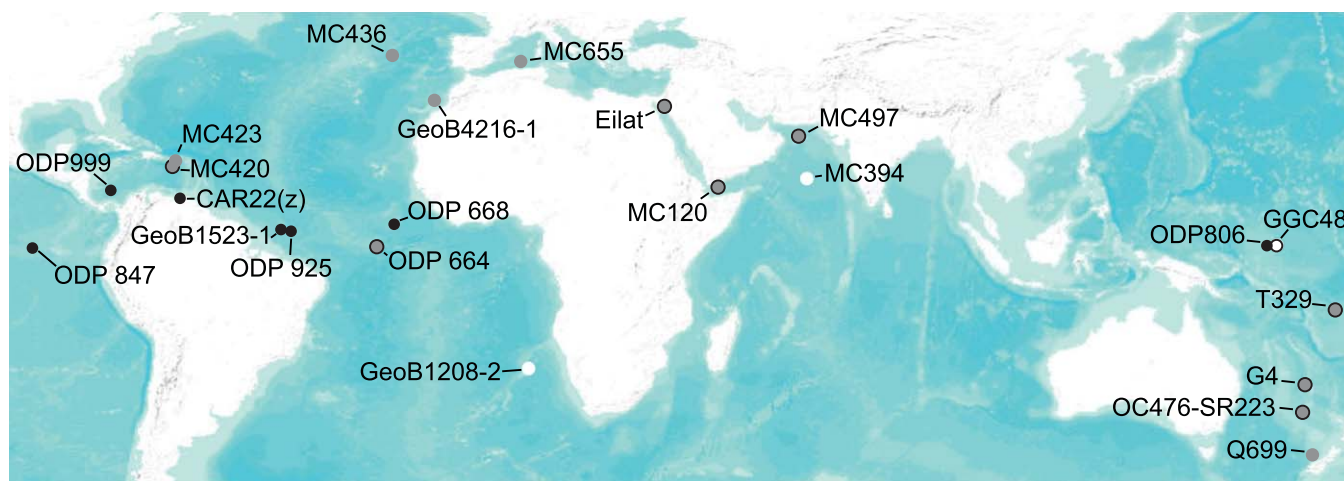 MC436
MC655
GeoB4216-1
Eilat
MC497
MC423
ODP999
MC420
MC394
CAR22(z)
MC120
ODP 668
GeoB1523-1
ODP 925
ODP 664
ODP 847
GGC48
ODP806
T329
GeoB1208-2
G4
OC476-SR223
Q699